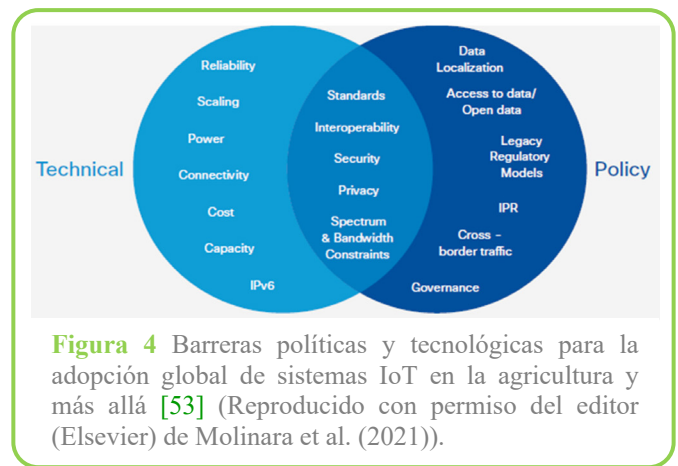 Technical
Reliability
Scaling
Power
Connectivity
Cost
Capacity
IPv6
Standards
Interoperability
Security
Privacy
Spectrum
& Bandwidth
Constraints
Data
Localization
Access to data/
Open data
Legacy
Regulatory
Models
IPR
Cross –
border traffic
Governance
Policy
Figura 4 Barreras políticas y tecnológicas para la
adopción global de sistemas IoT en la agricultura y
más allá [53] (Reproducido con permiso del editor
(Elsevier) de Molinara et al. (2021)).